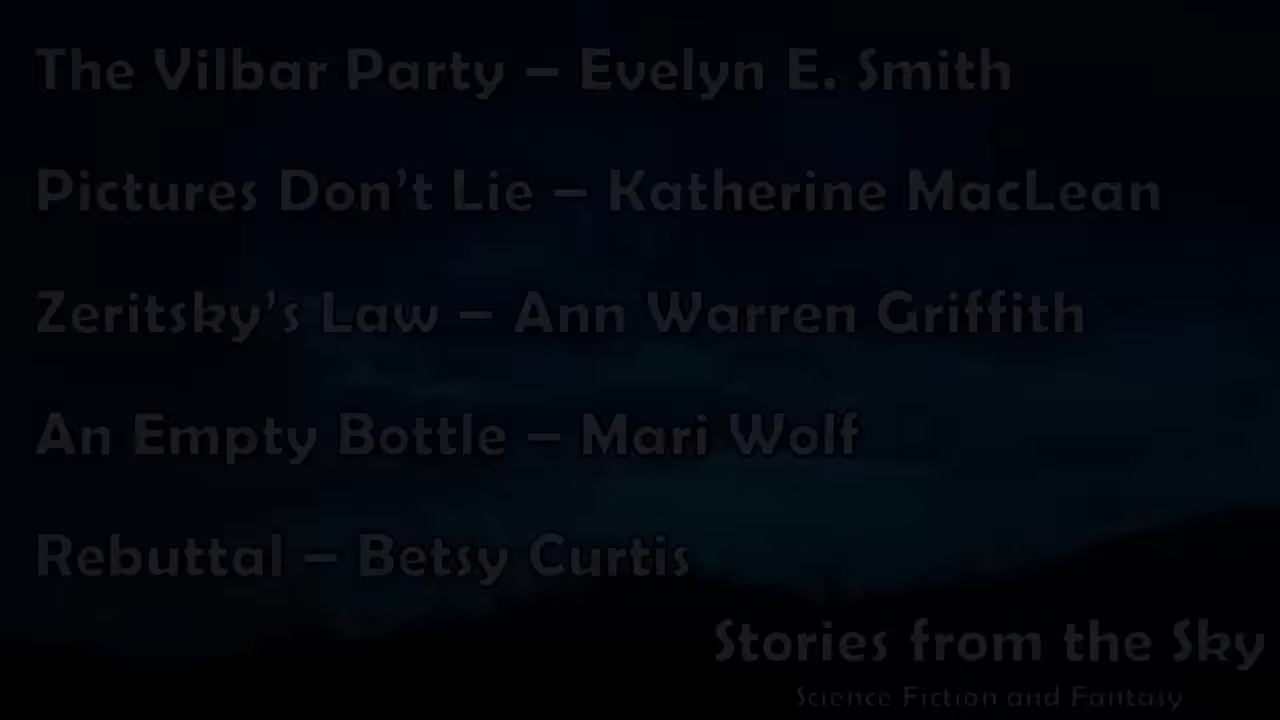 The Vilbar Party – Evelyn E. Smith
Pictures Don’t Lie – Katherine MacLean
Zeritsky’s Law – Ann Warren Griffith
An Empty Bottle – Mari Wolf
Rebuttal – Betsy Curtis
Stories from the Sky
Science Fiction and Fantasy